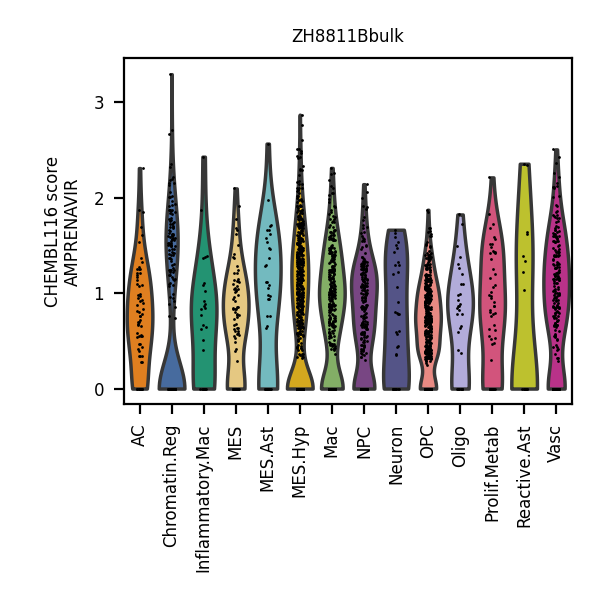 ZH8811Bbulk
CHEMBL116 score
AMPRENAVIR
3
2
1
0
AC
Chromatin.Reg
Inflammatory.Mac
MES
MES.Ast
MES.Hyp
Mac
NPC
Neuron
OPC
Oligo
Prolif.Metab
Reactive.Ast
Vasc